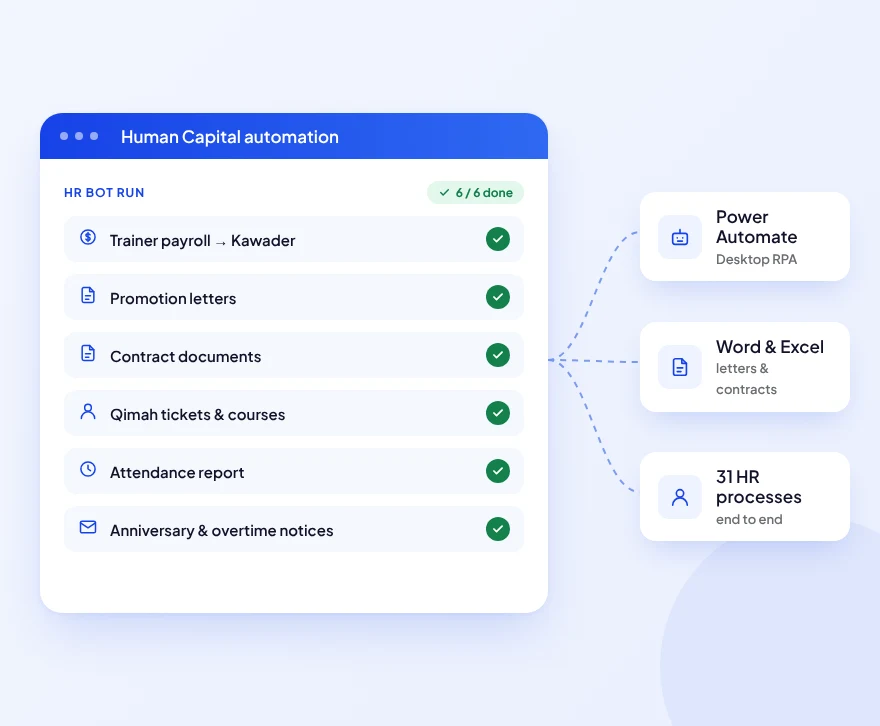 Human Capital automation
HR BOT RUN
6 / 6 done
Trainer payroll → Kawader
Promotion letters
Contract documents
Qimah tickets & courses
Attendance report
Anniversary & overtime notices
Power
Automate
Desktop RPA
Word & Excel
letters &
contracts
31 HR
processes
end to end